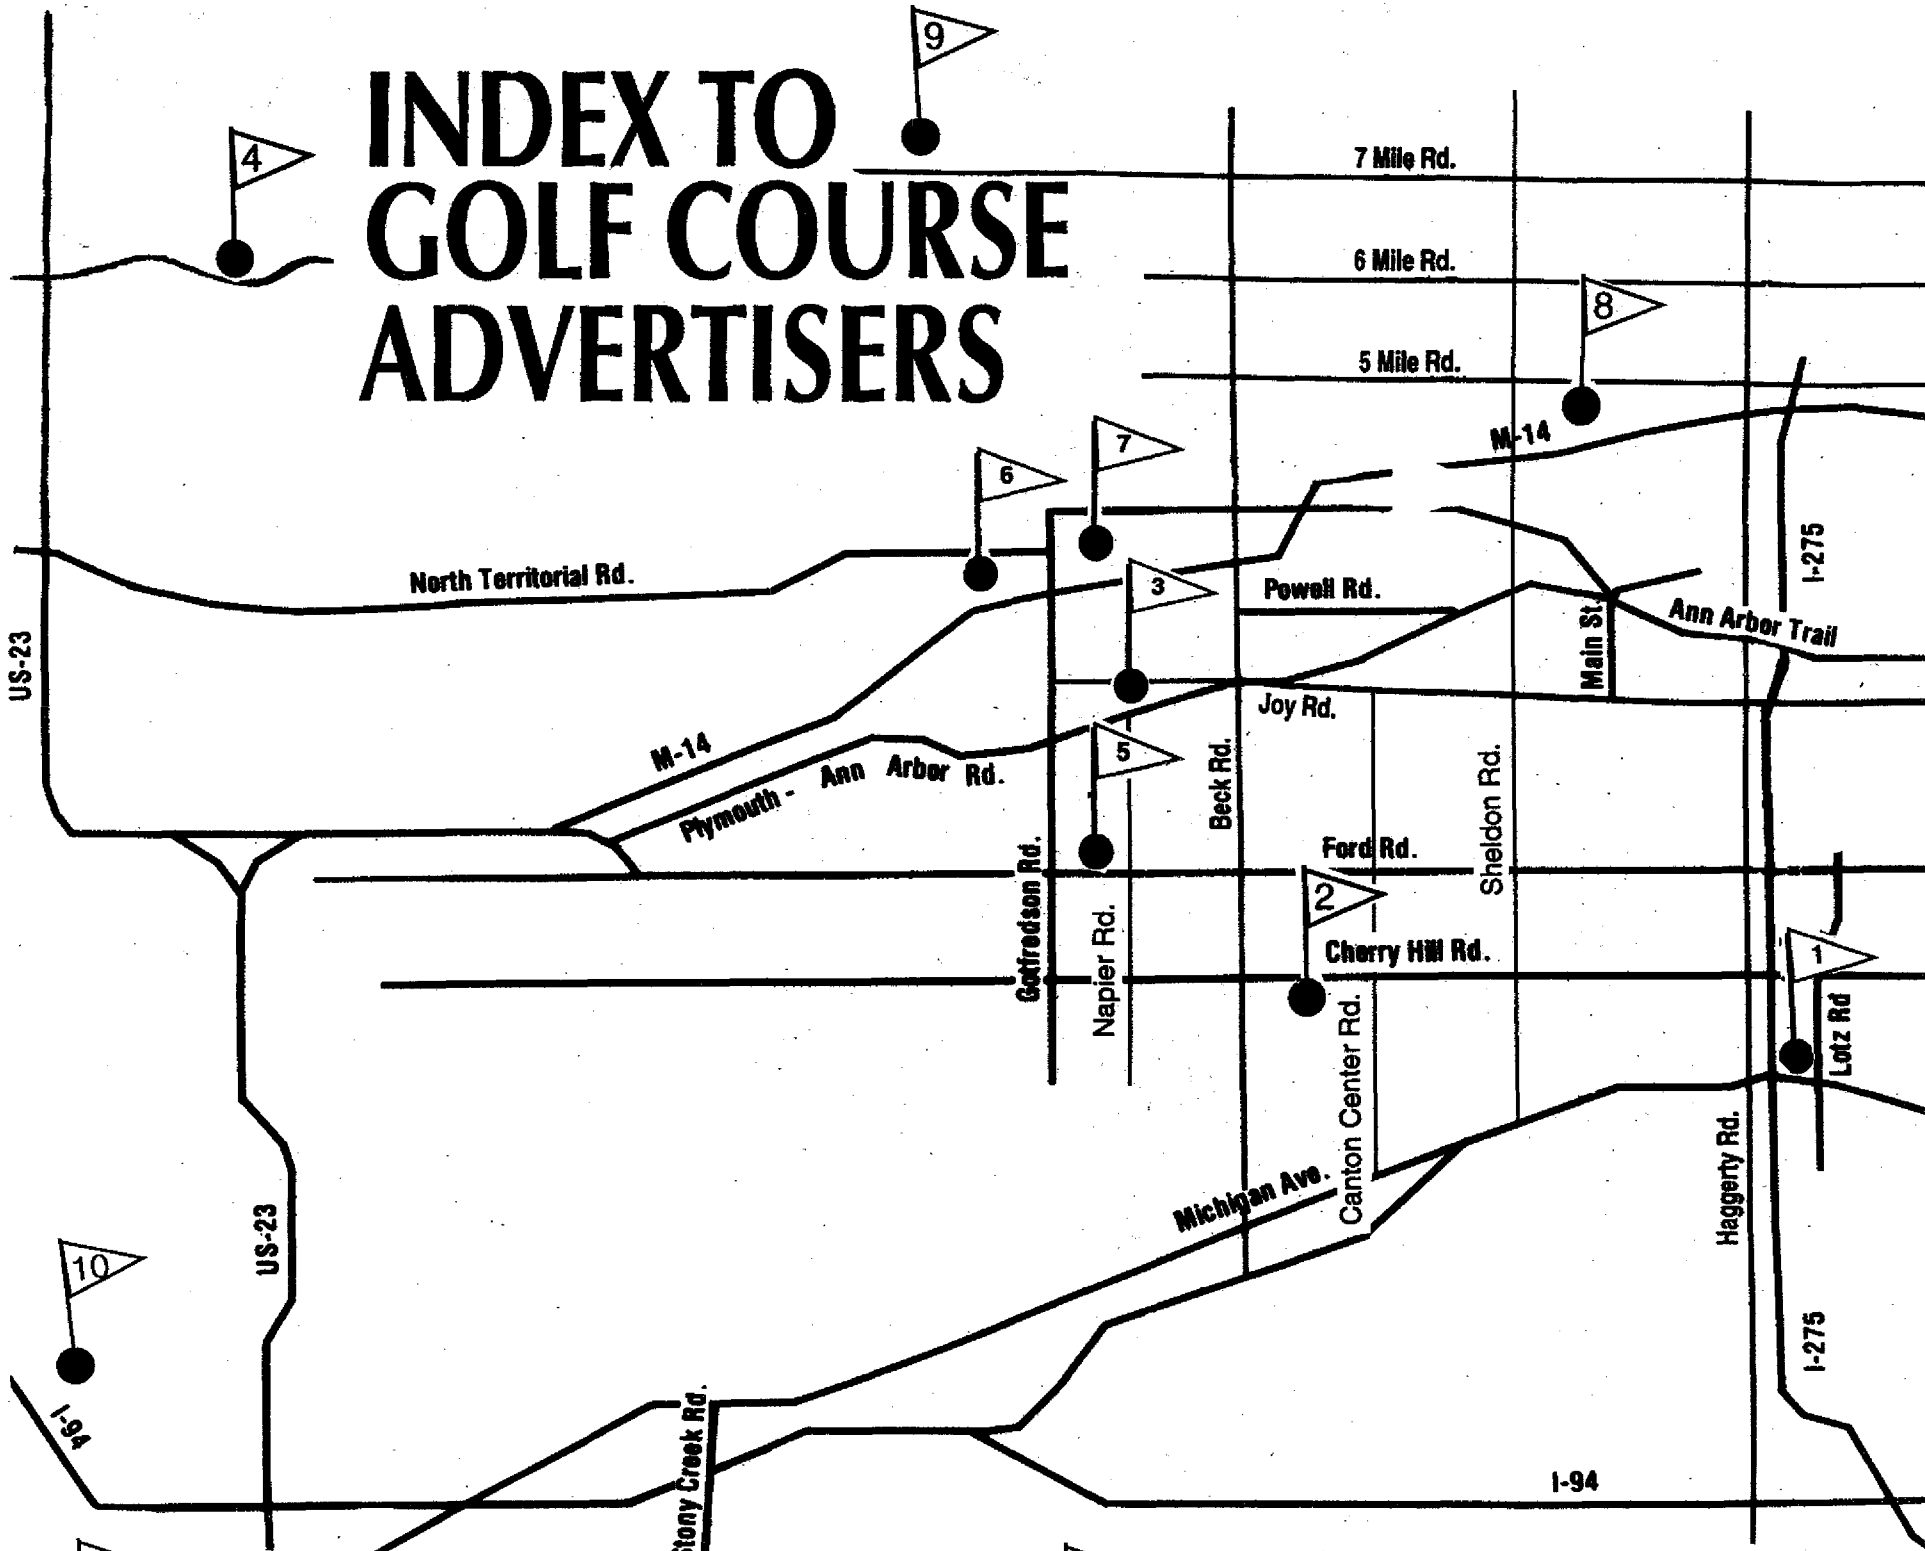 9
INDEX TO
4
7 Mile Rd.
GOLF COURSE
6 Mile Rd.
8
ADVERTISERS
5 Mile Rd.
M-14
7
6
I-275
North Territorial Rd.
3
Powell Rd.
Main St.
Ann Arbor Trail
US-23
Joy Rd.
M-14
5
Plymouth - Ann Arbor Rd.
Beck Rd.
Sheldon Rd.
Ford Rd.
Gotfredson Rd.
2
Napier Rd.
Cherry Hill Rd.
1
Lotz Rd
Canton Center Rd.
Michigan Ave.
Haggerty Rd.
US-23
10
I-275
I-94
Stony Creek Rd.
I-94